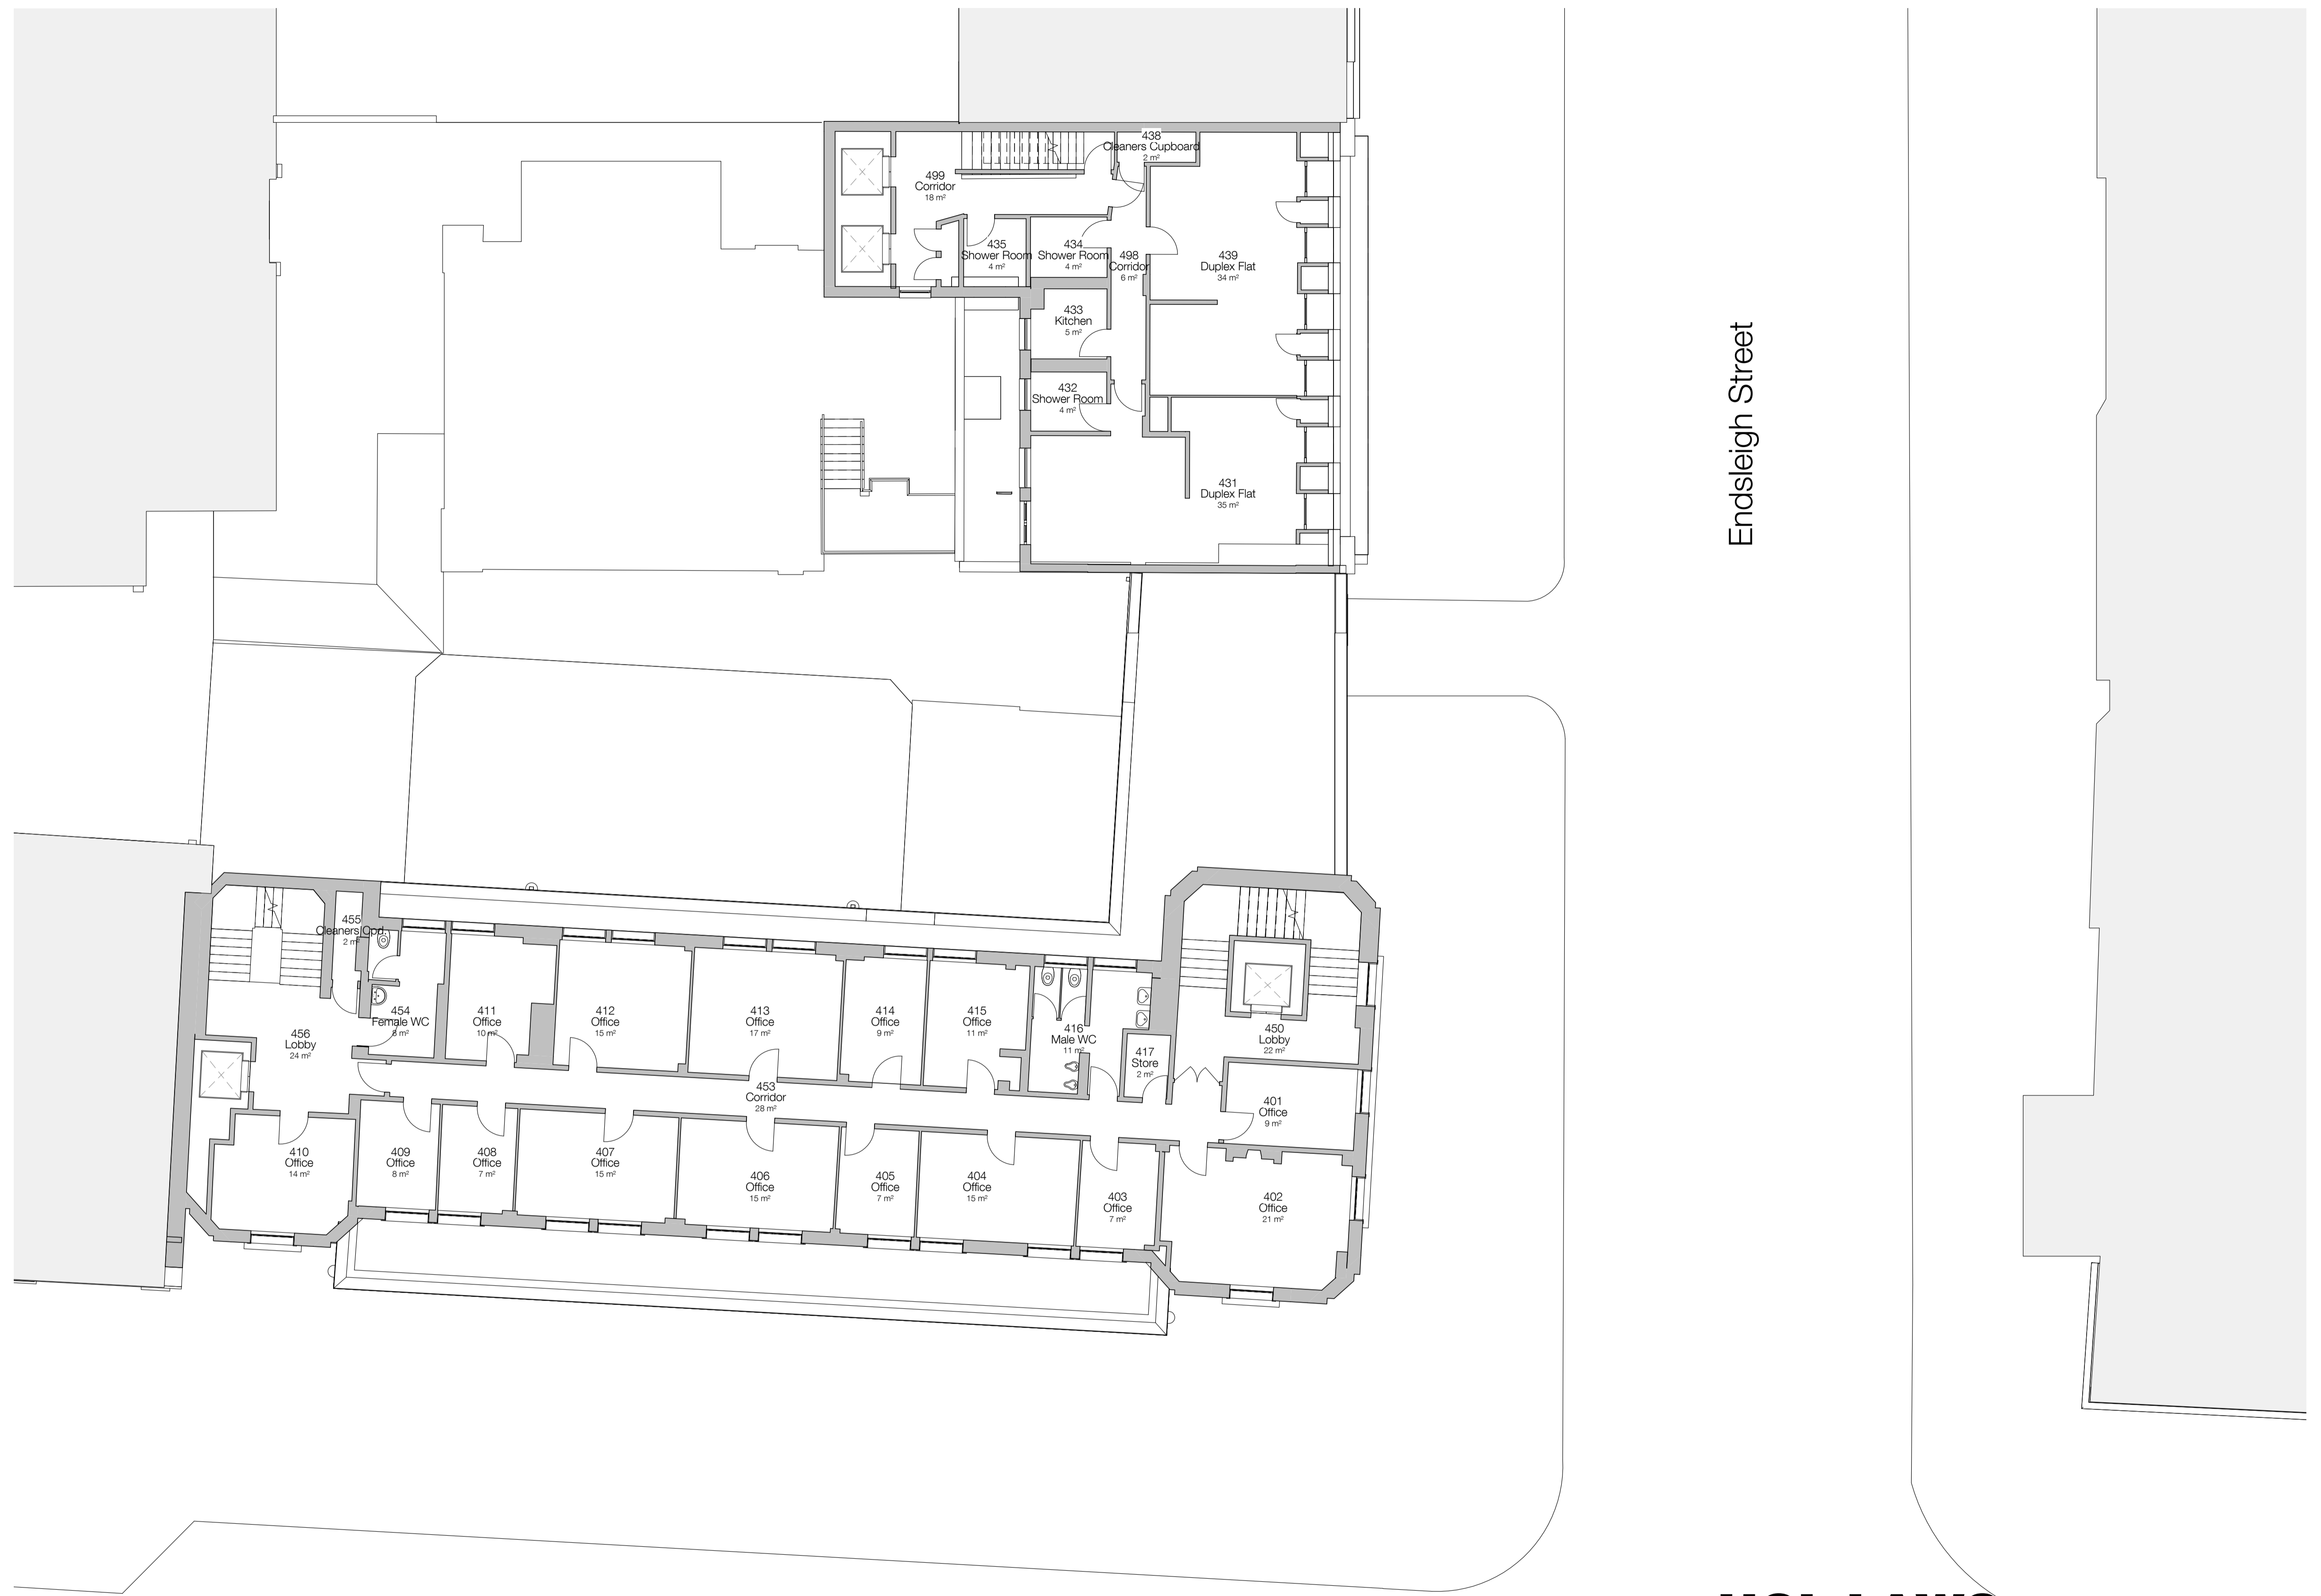 438
Cleaners Cupboard
2 m²
499
Corridor
18 m²
435
Shower Room
4 m²
434
Shower Room
4 m²
498
Corridor
6 m²
439
Duplex Flat
34 m²
433
Kitchen
5 m²
432
Shower Room
4 m²
431
Duplex Flat
35 m²
Endsleigh Street
455
Cleaners Cpd.
2 m²
454
Female WC
8 m²
456
Lobby
24 m²
411
Office
10 m²
412
Office
15 m²
413
Office
17 m²
414
Office
9 m²
415
Office
11 m²
416
Male WC
11 m²
417
Store
2 m²
450
Lobby
22 m²
453
Corridor
28 m²
401
Office
9 m²
410
Office
14 m²
409
Office
8 m²
408
Office
7 m²
407
Office
15 m²
406
Office
15 m²
405
Office
7 m²
404
Office
15 m²
403
Office
7 m²
402
Office
21 m²